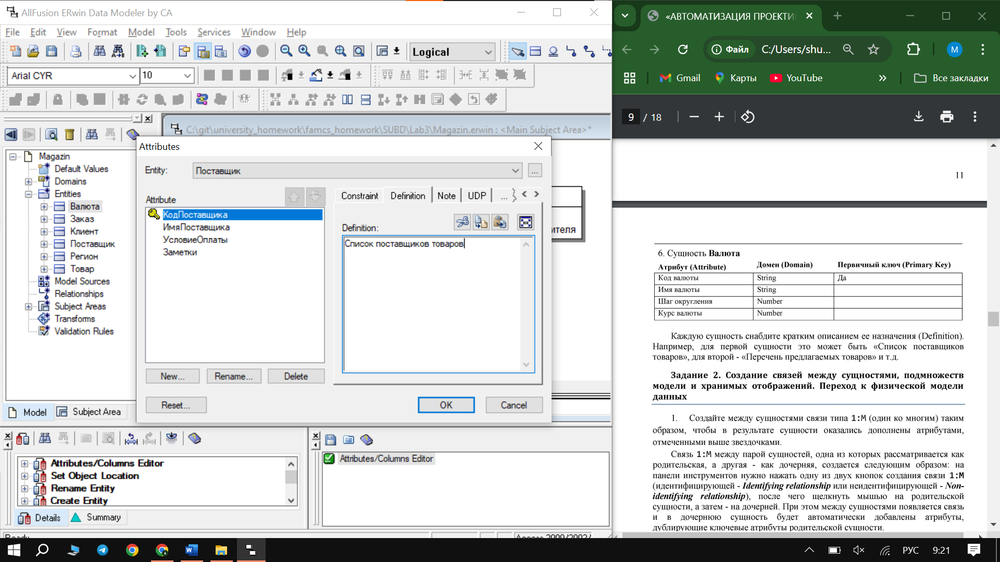 AllFusion ERwin Data Modeler by CA
File Edit View Format Model Tools Services Window Help
Logical
Arial CYR 10
C:\git\university_homework\famcs_homework\SUBD\Lab3\Magazin.erwin : <Main Subject Area>*
Magazin
Default Values
Domains
Entities
Валюта
Заказ
Клиент
Поставщик
Регион
Товар
Model Sources
Relationships
Subject Areas
Transforms
Validation Rules
Model Subject Area
Attributes
Entity: Поставщик ...
Attribute
КодПоставщика
ИмяПоставщика
УсловиеОплаты
Заметки
New... Rename... Delete
Reset...
Constraint Definition Note UDP ...
Definition:
Список поставщиков товаров
OK Cancel
ителя
Attributes/Columns Editor
Set Object Location
Rename Entity
Create Entity
Details Summary
Attributes/Columns Editor
Ready
Access 2000/2002/
«АВТОМАТИЗАЦИЯ ПРОЕКТИ
Файл C:/Users/shu... M
Gmail Карты YouTube Все закладки
9 / 18
11
6. Сущность Валюта
Атрибут (Attribute) Домен (Domain) Первичный ключ (Primary Key)
Код валюты String Да
Имя валюты String
Шаг округления Number
Курс валюты Number
Каждую сущность снабдите кратким описанием ее назначения (Definition).
Например, для первой сущности это может быть «Список поставщиков
товаров», для второй - «Перечень предлагаемых товаров» и т.д.
Задание 2. Создание связей между сущностями, подмножеств
модели и хранимых отображений. Переход к физической модели
данных
1. Создайте между сущностями связи типа 1:M (один ко многим) таким
образом, чтобы в результате сущности оказались дополнены атрибутами,
отмеченными выше звездочками.
Связь 1:M между парой сущностей, одна из которых рассматривается как
родительская, а другая - как дочерняя, создается следующим образом: на
панели инструментов нужно нажать одну из двух кнопок создания связи 1:M
(идентифицирующей - Identifying relationship или неидентифицирующей - Non-
identifying relationship), после чего щелкнуть мышью на родительской
сущности, а затем - на дочерней. При этом между сущностями появляется связь
и в дочернюю сущность будет автоматически добавлены атрибуты,
дублирующие ключевые атрибуты родительской сущности.
РУС 9:21